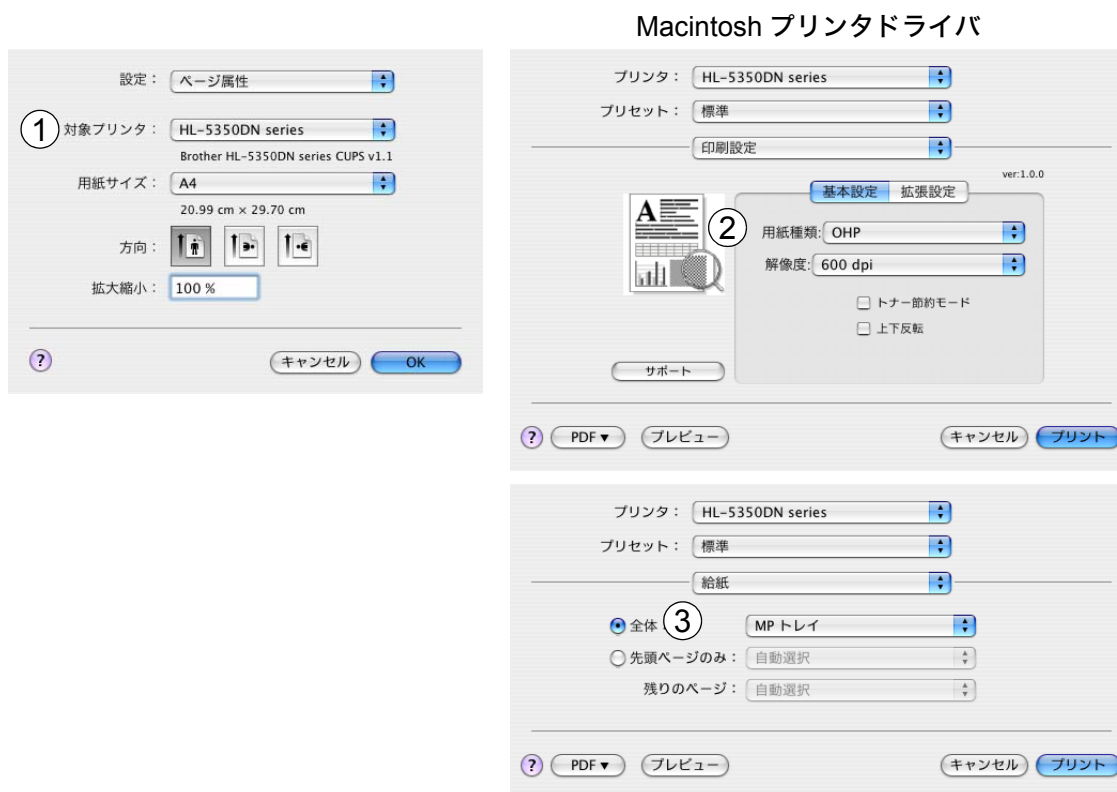 Macintosh プリンタドライバ
設定： ページ属性
① 対象プリンタ： HL-5350DN series
Brother HL-5350DN series CUPS v1.1
用紙サイズ： A4
20.99 cm × 29.70 cm
方向：
拡大縮小： 100 %
? キャンセル OK
プリンタ： HL-5350DN series
プリセット： 標準
印刷設定
ver:1.0.0
基本設定 拡張設定
② 用紙種類: OHP
解像度: 600 dpi
トナー節約モード
上下反転
サポート
? PDF▼ プレビュー キャンセル プリント
プリンタ： HL-5350DN series
プリセット： 標準
給紙
全体： ③ MP トレイ
先頭ページのみ： 自動選択
残りのページ： 自動選択
? PDF▼ プレビュー キャンセル プリント